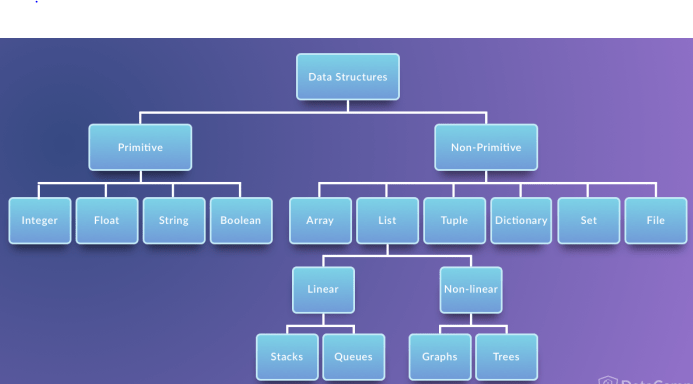 Data Structures
Primitive
Non-Primitive
Integer
Float
String
Boolean
Array
List
Tuple
Dictionary
Set
File
Linear
Non-linear
Stacks
Queues
Graphs
Trees